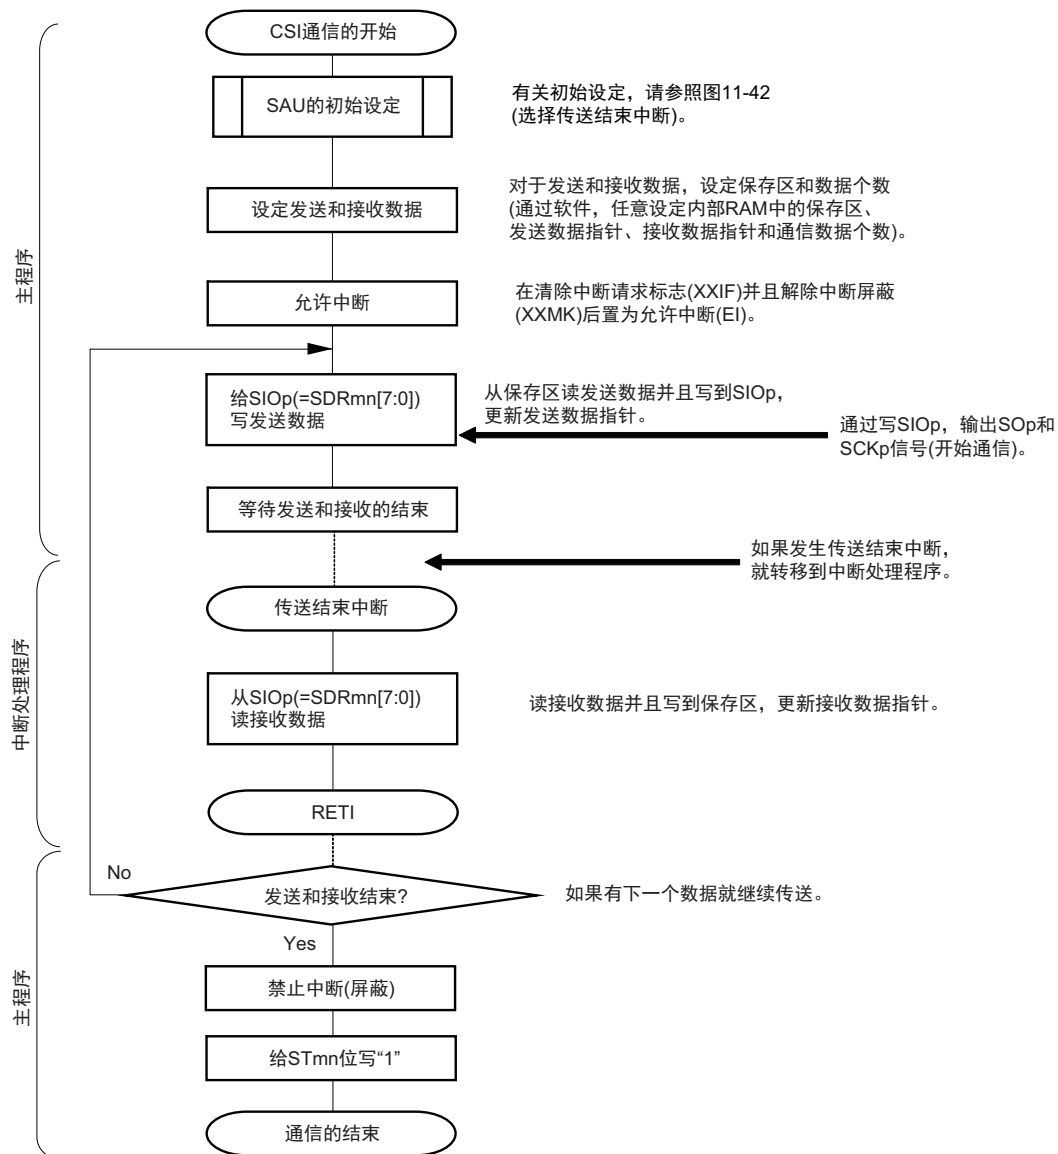 CSI通信的开始
SAU的初始设定
有关初始设定，请参照图11-42
(选择传送结束中断)。
设定发送和接收数据
对于发送和接收数据，设定保存区和数据个数
(通过软件，任意设定内部RAM中的保存区、
发送数据指针、接收数据指针和通信数据个数)。
主程序
允许中断
在清除中断请求标志(XXIF)并且解除中断屏蔽
(XXMK)后置为允许中断(EI)。
给SIOp(=SDRmn[7:0])
写发送数据
从保存区读发送数据并且写到SIOp，
更新发送数据指针。
通过写SIOp，输出SOp和
SCKp信号(开始通信)。
等待发送和接收的结束
如果发生传送结束中断，
就转移到中断处理程序。
传送结束中断
中断处理程序
从SIOp(=SDRmn[7:0])
读接收数据
读接收数据并且写到保存区，更新接收数据指针。
RETI
No
发送和接收结束?
如果有下一个数据就继续传送。
Yes
主程序
禁止中断(屏蔽)
给STmn位写“1”
通信的结束